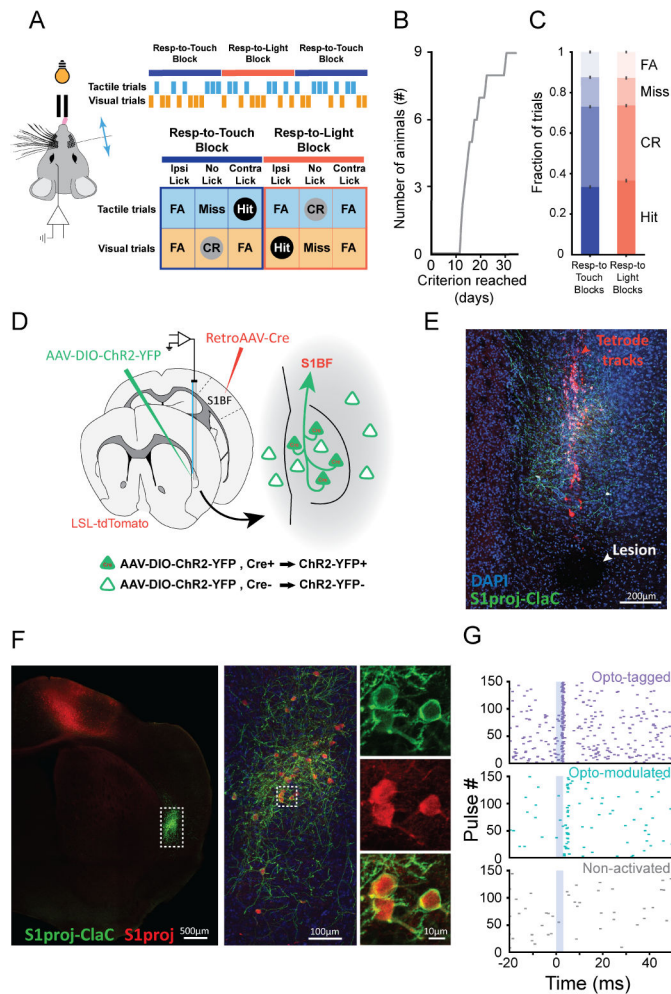 A
Resp-to-Touch Block
Resp-to-Light Block
Resp-to-Touch Block
Tactile trials
Visual trials
Resp-to-Touch Block
Resp-to-Light Block
Ipsi Lick
No Lick
Contra Lick
Ipsi Lick
No Lick
Contra Lick
Tactile trials
FA
Miss
Hit
FA
CR
FA
Visual trials
FA
CR
FA
Hit
Miss
FA
B
Number of animals (#)
9
6
3
0
0
10
20
30
Criterion reached
(days)
C
Fraction of trials
1
0.8
0.6
0.4
0.2
0
FA
Miss
CR
Hit
Resp-to
Touch
Blocks
Resp-to
Light
Blocks
D
AAV-DIO-ChR2-YFP
RetroAAV-Cre
S1BF
LSL-tdTomato
S1BF
AAV-DIO-ChR2-YFP , Cre+ ➡ ChR2-YFP+
AAV-DIO-ChR2-YFP , Cre- ➡ ChR2-YFP-
E
Tetrode
tracks
Lesion
DAPI
S1proj-ClaC
200µm
F
S1proj-ClaC S1proj
500µm
100µm
10µm
G
Pulse #
Opto-tagged
150
100
50
0
Opto-modulated
150
100
50
0
Non-activated
150
100
50
0
-20
0
20
40
Time (ms)